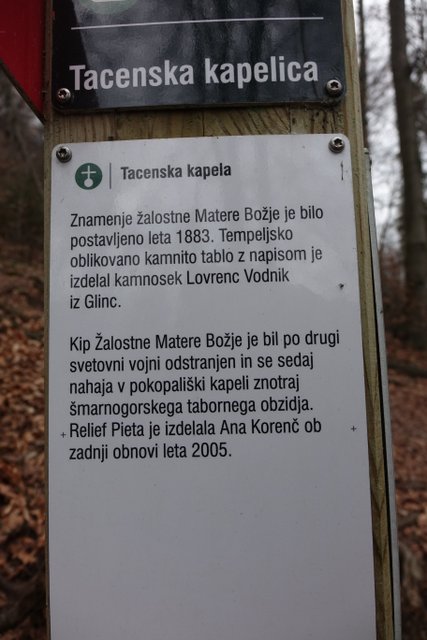 Tacenska kapelica
Tacenska kapela
Znamenje žalostne Matere Božje je bilo
postavljeno leta 1883. Tempeljsko
oblikovano kamnito tablo z napisom je
izdelal kamnosek Lovrenc Vodnik
iz Glinc.
Kip Žalostne Matere Božje je bil po drugi
svetovni vojni odstranjen in se sedaj
nahaja v pokopališki kapeli znotraj
šmarnogorskega tabornega obzidja.
Relief Pieta je izdelala Ana Korenč ob
zadnji obnovi leta 2005.